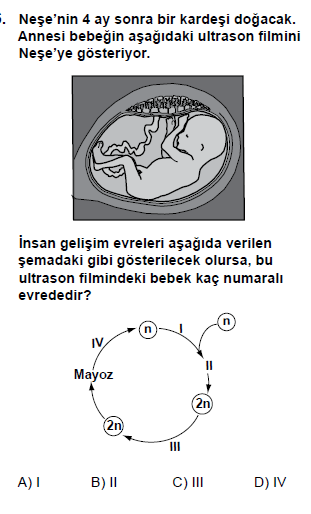 5. Neşe'nin 4 ay sonra bir kardeşi doğacak.
Annesi bebeğin aşağıdaki ultrason filmini
Neşe'ye gösteriyor.
İnsan gelişim evreleri aşağıda verilen
şemadaki gibi gösterilecek olursa, bu
ultrason filmindeki bebek kaç numaralı
evrededir?
n
I
n
IV
II
Mayoz
2n
2n
III
A) I B) II C) III D) IV